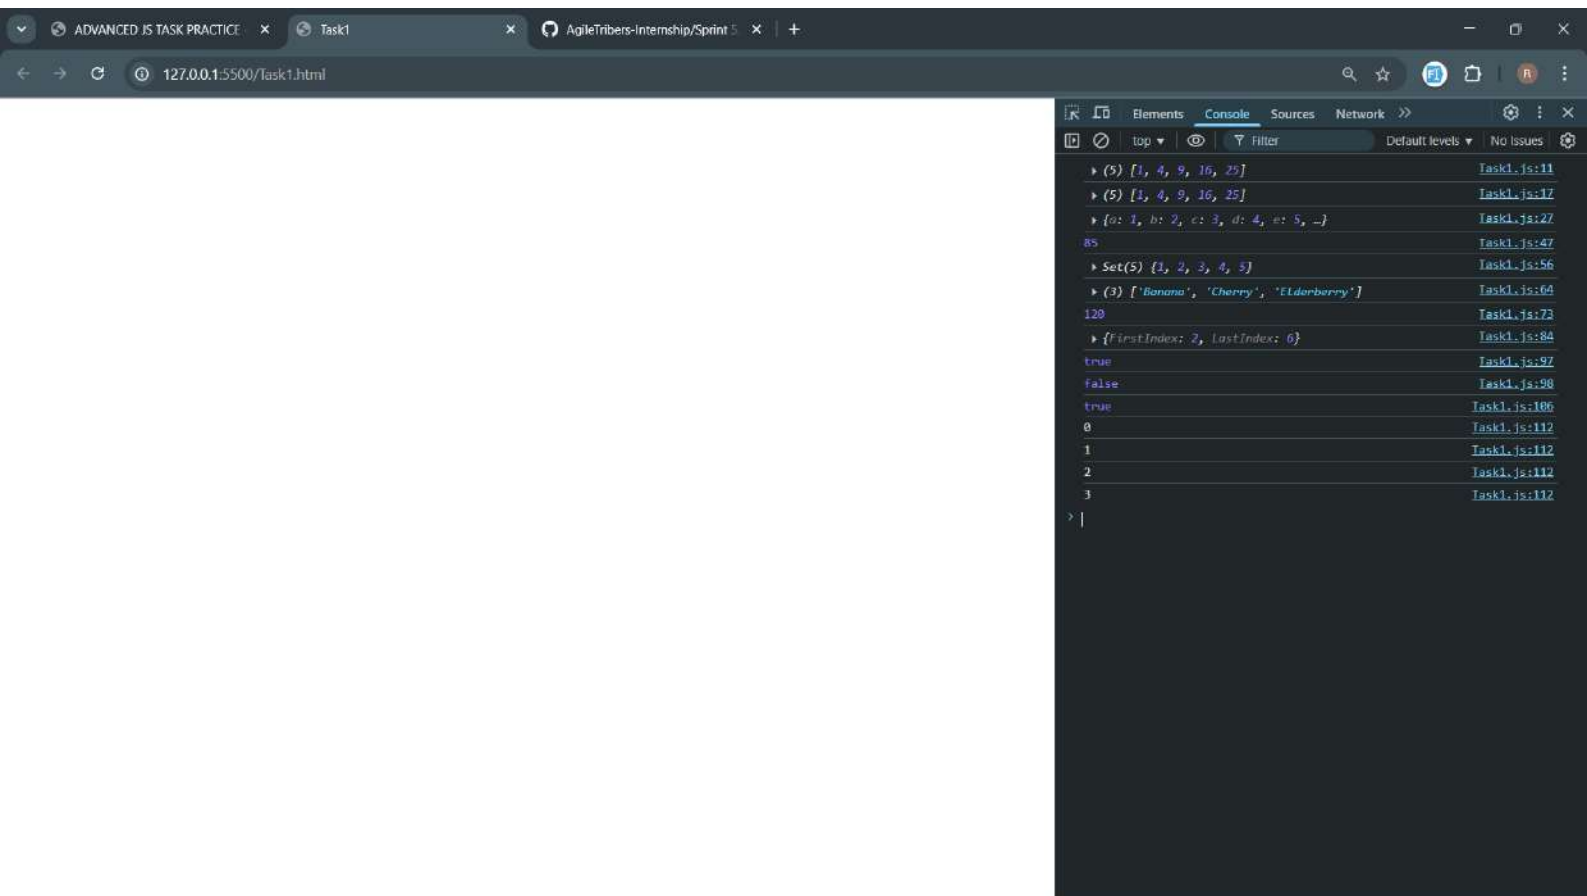 ADVANCED JS TASK PRACTICE
Task1
AgileTribers-Internship/Sprint 5
127.0.0.1:5500/Task1.html
R
Elements Console Sources Network
top Filter Default levels No Issues
(5) [1, 4, 9, 16, 25] Task1.js:11
(5) [1, 4, 9, 16, 25] Task1.js:17
{a: 1, b: 2, c: 3, d: 4, e: 5, …} Task1.js:27
85 Task1.js:47
Set(5) {1, 2, 3, 4, 5} Task1.js:56
(3) ['Banana', 'Cherry', 'Elderberry'] Task1.js:64
120 Task1.js:73
{FirstIndex: 2, LastIndex: 6} Task1.js:84
true Task1.js:97
false Task1.js:98
true Task1.js:106
0 Task1.js:112
1 Task1.js:112
2 Task1.js:112
3 Task1.js:112